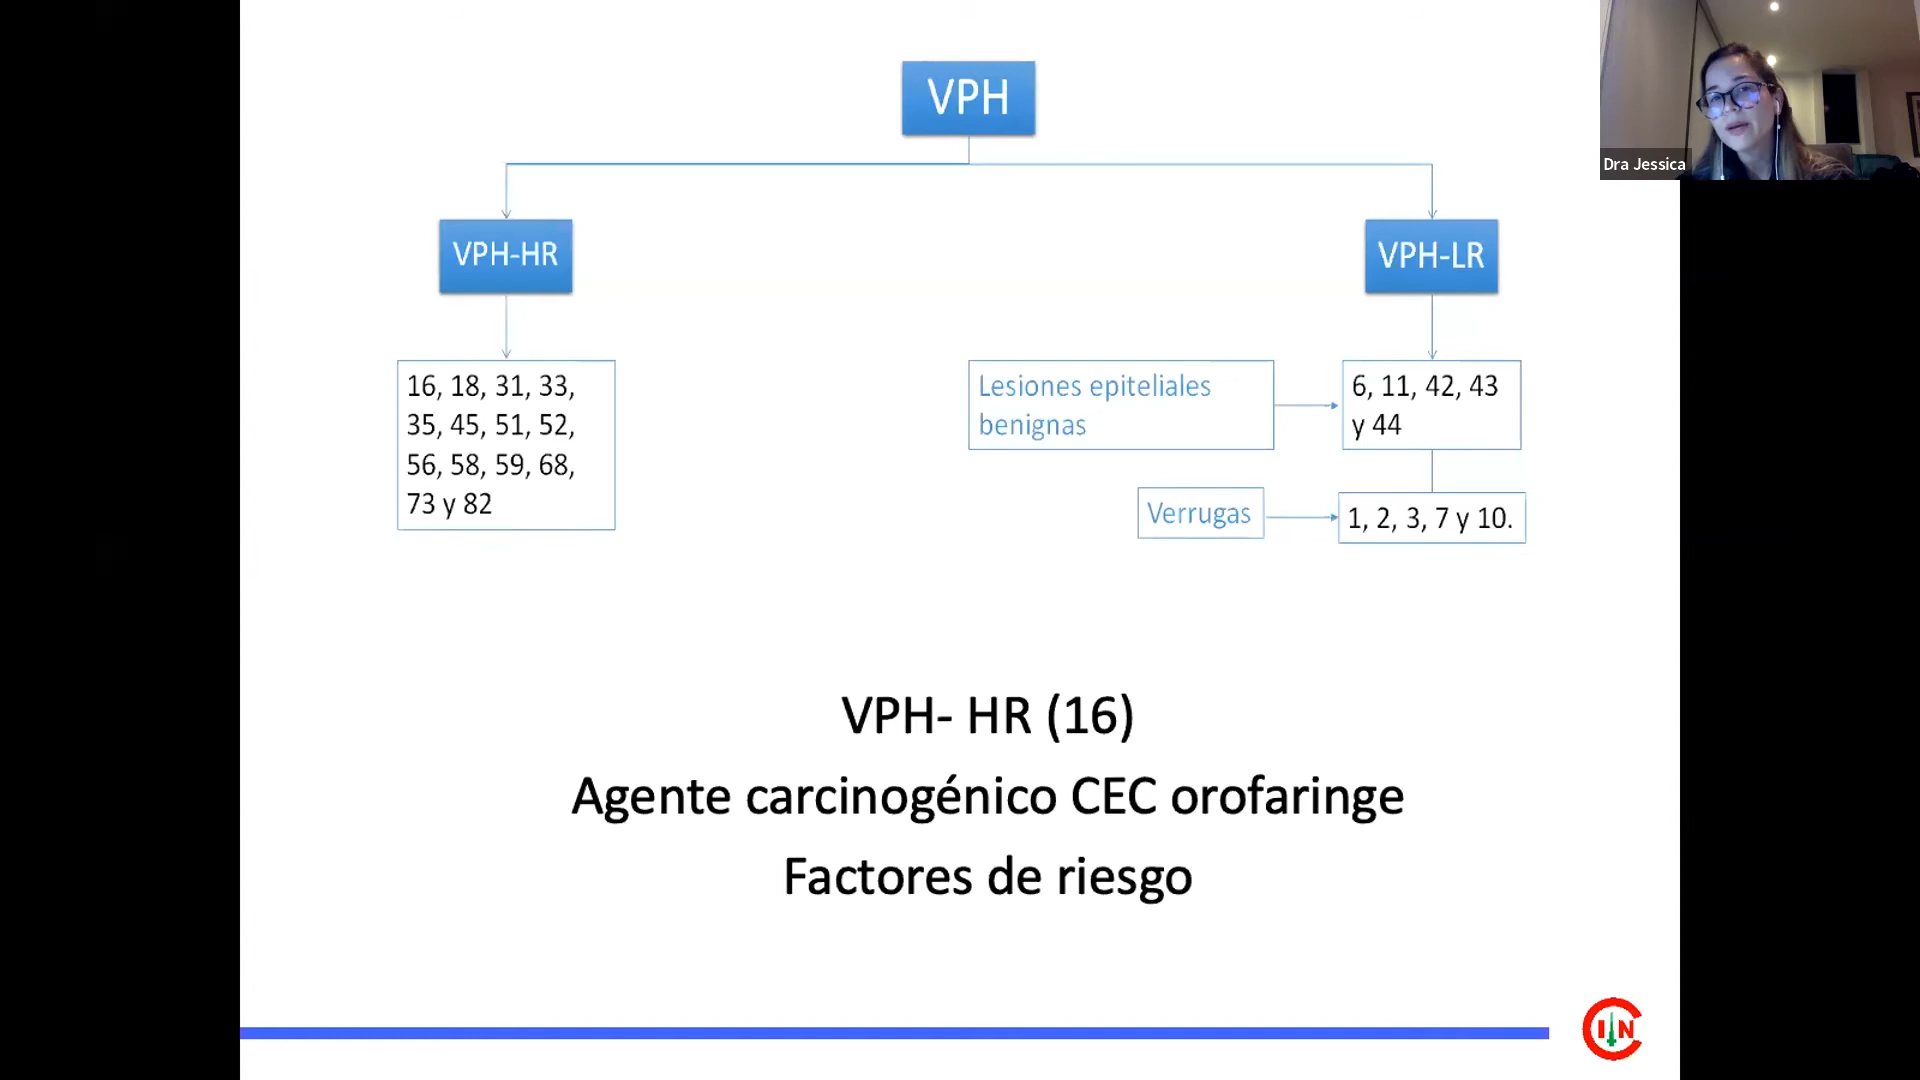 VPH
Dra Jessica
VPH-HR
VPH-LR
16, 18, 31, 33,
35, 45, 51, 52,
56, 58, 59, 68,
73 y 82
Lesiones epiteliales
benignas
6, 11, 42, 43
y 44
Verrugas
1, 2, 3, 7 y 10.
VPH- HR (16)
Agente carcinogénico CEC orofaringe
Factores de riesgo
CIN